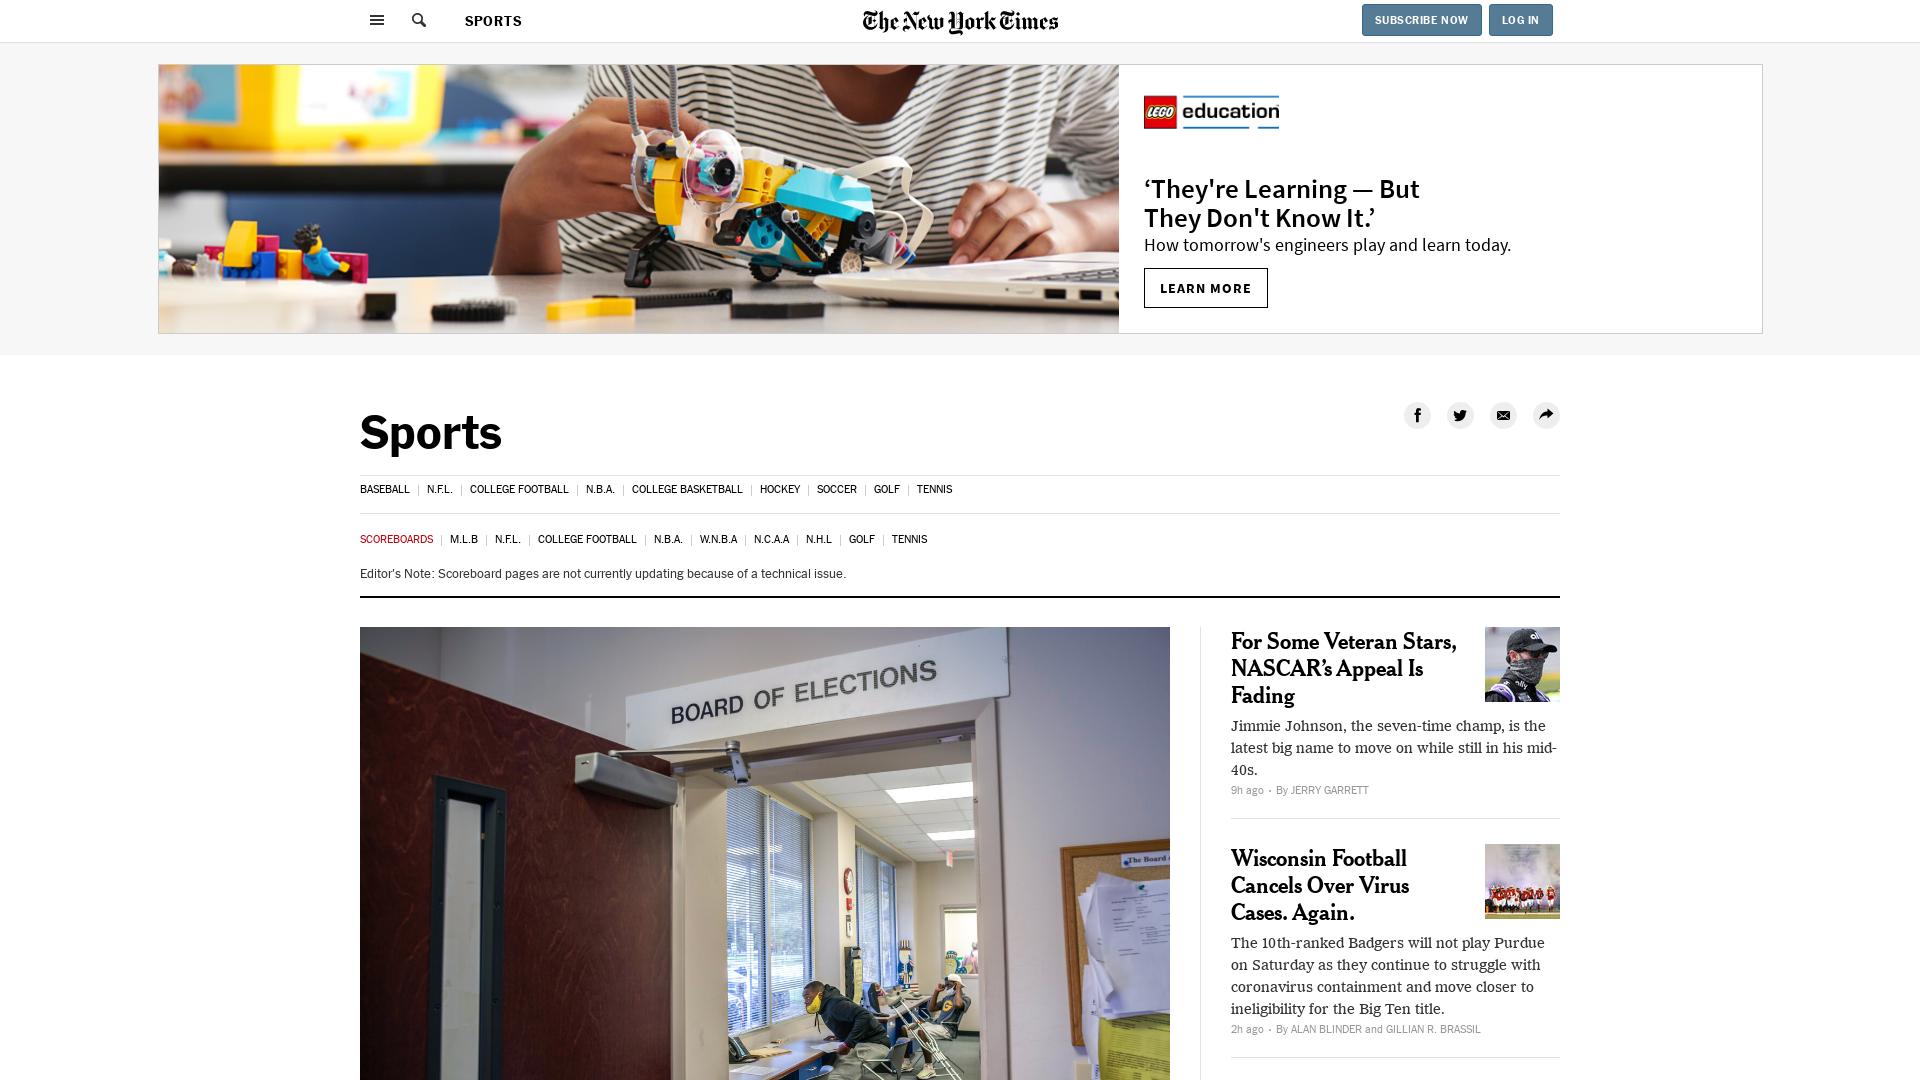 SPORTS
The New York Times
SUBSCRIBE NOW
LOG IN
LEGO education
‘They're Learning — But
They Don't Know It.’
How tomorrow's engineers play and learn today.
LEARN MORE
Sports
BASEBALL
N.F.L.
COLLEGE FOOTBALL
N.B.A.
COLLEGE BASKETBALL
HOCKEY
SOCCER
GOLF
TENNIS
SCOREBOARDS
M.L.B
N.F.L.
COLLEGE FOOTBALL
N.B.A.
W.N.B.A
N.C.A.A
N.H.L
GOLF
TENNIS
Editor's Note: Scoreboard pages are not currently updating because of a technical issue.
BOARD OF ELECTIONS
The Board
For Some Veteran Stars,
NASCAR’s Appeal Is
Fading
Jimmie Johnson, the seven-time champ, is the
latest big name to move on while still in his mid-
40s.
9h ago • By JERRY GARRETT
ally
Wisconsin Football
Cancels Over Virus
Cases. Again.
The 10th-ranked Badgers will not play Purdue
on Saturday as they continue to struggle with
coronavirus containment and move closer to
ineligibility for the Big Ten title.
2h ago • By ALAN BLINDER and GILLIAN R. BRASSIL